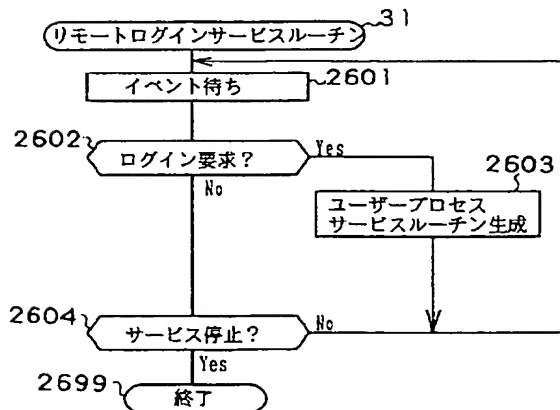 リモートログインサービスルーチン
31
イベント待ち
2601
2602
ログイン要求?
Yes
No
2603
ユーザープロセス
サービスルーチン生成
2604
サービス停止?
No
Yes
2699
終了